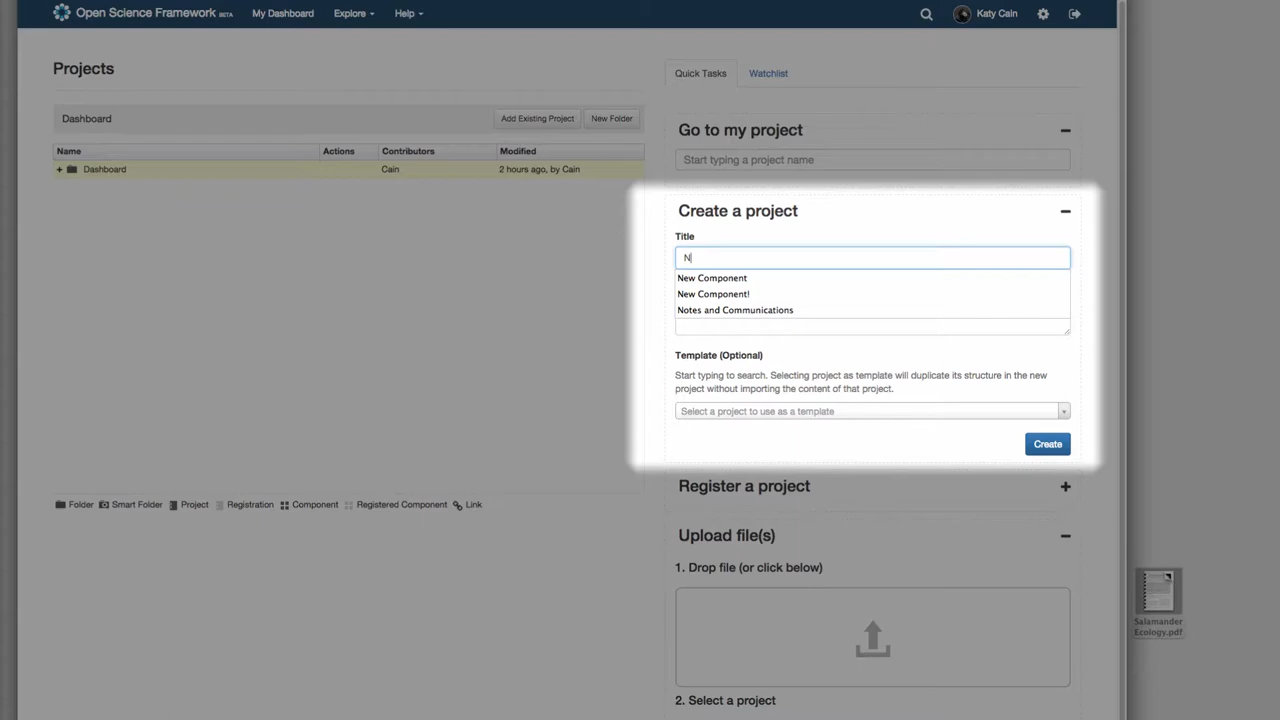 Open Science Framework BETA My Dashboard Explore Help Katy Cain
Projects
Quick Tasks Watchlist
Dashboard Add Existing Project New Folder
Name Actions Contributors Modified
Dashboard Cain 2 hours ago, by Cain
Go to my project
Start typing a project name
Create a project
Title
N
New Component
New Component!
Notes and Communications
Template (Optional)
Start typing to search. Selecting project as template will duplicate its structure in the new
project without importing the content of that project.
Select a project to use as a template
Create
Register a project
Folder Smart Folder Project Registration Component Registered Component Link
Upload file(s)
1. Drop file (or click below)
Salamander
Ecology.pdf
2. Select a project